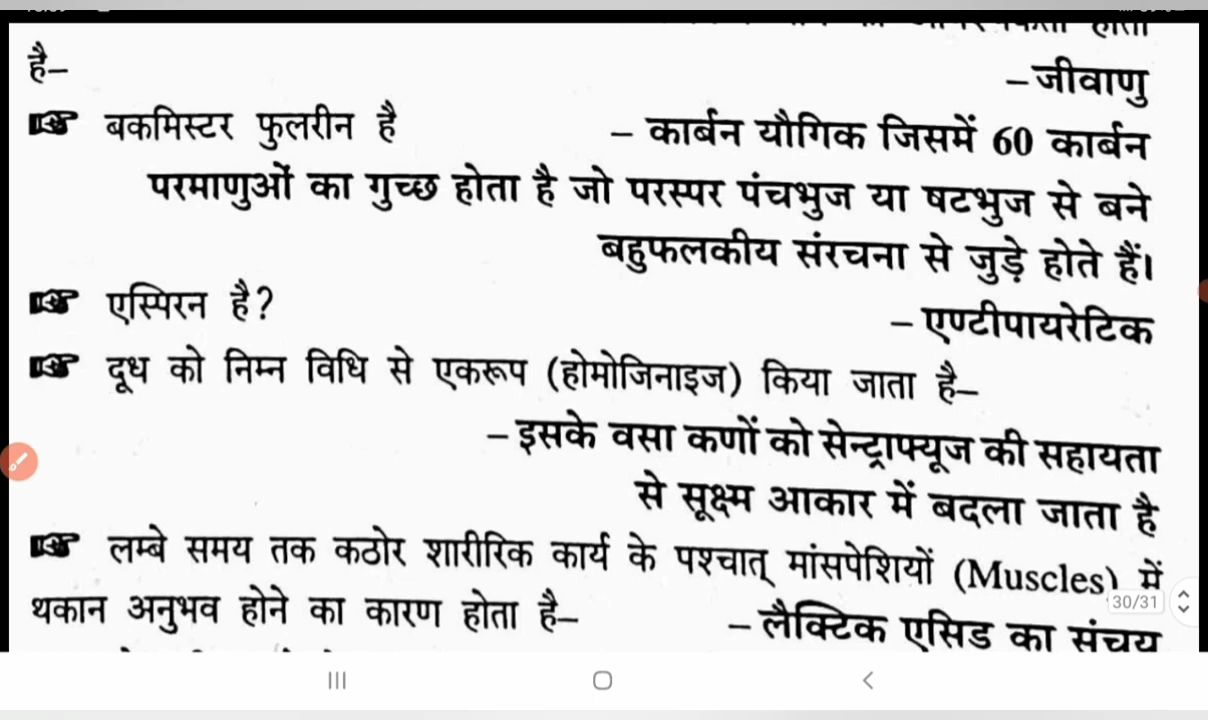 है–
– जीवाणु
बकमिस्टर फुलरीन है – कार्बन यौगिक जिसमें 60 कार्बन
परमाणुओं का गुच्छ होता है जो परस्पर पंचभुज या षटभुज से बने
बहुफलकीय संरचना से जुड़े होते हैं।
एस्पिरन है?
– एण्टीपायरेटिक
दूध को निम्न विधि से एकरूप (होमोजिनाइज) किया जाता है–
– इसके वसा कणों को सेन्ट्राफ्यूज की सहायता
से सूक्ष्म आकार में बदला जाता है
लम्बे समय तक कठोर शारीरिक कार्य के पश्चात् मांसपेशियों (Muscles) में
30/31
थकान अनुभव होने का कारण होता है– – लैक्टिक एसिड का संचय